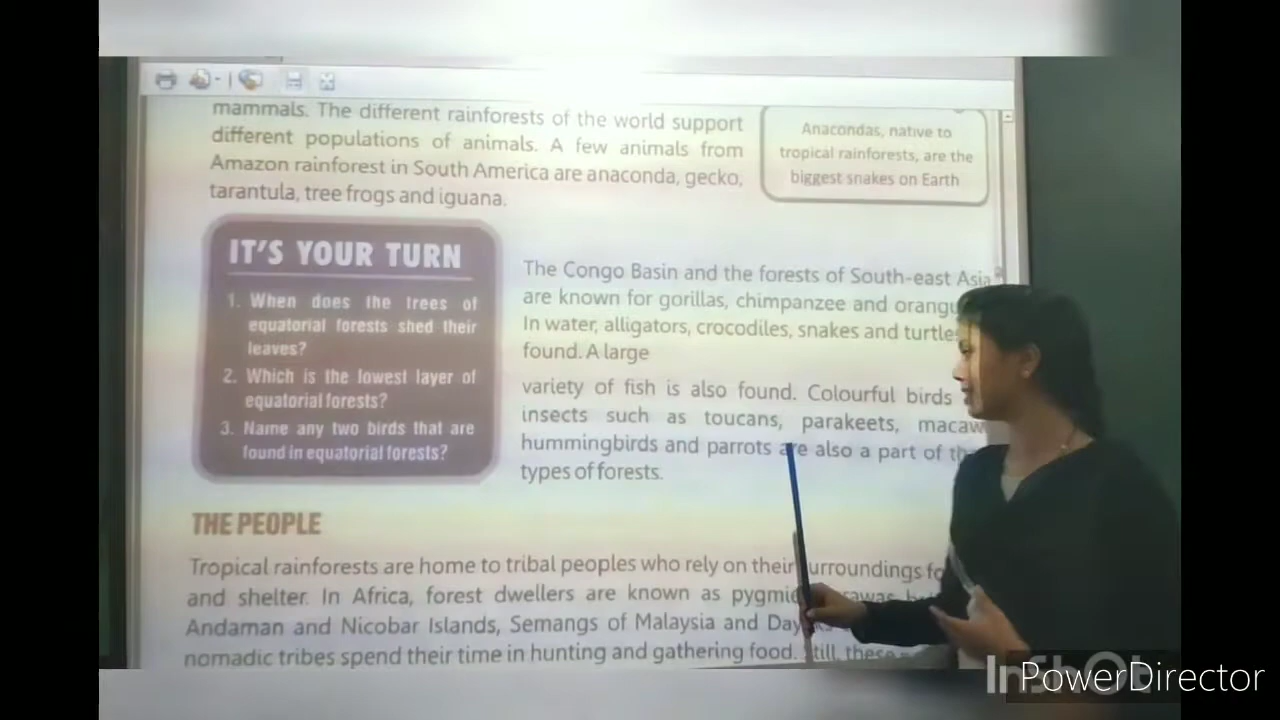 mammals. The different rainforests of the world support
different populations of animals. A few animals from
Amazon rainforest in South America are anaconda, gecko,
tarantula, tree frogs and iguana.
Anacondas, native to
tropical rainforests, are the
biggest snakes on Earth
IT'S YOUR TURN
1. When does the trees of
equatorial forests shed their
leaves?
2. Which is the lowest layer of
equatorial forests?
3. Name any two birds that are
found in equatorial forests?
The Congo Basin and the forests of South-east Asia
are known for gorillas, chimpanzee and
In water, alligators, crocodiles, snakes and
found. A large
variety of fish is also found. Colourful birds
insects such as toucans, parakeets,
hummingbirds and parrots are also a part of
types of forests.
THE PEOPLE
Tropical rainforests are home to tribal peoples who rely on their
and shelter. In Africa, forest dwellers are known as
Andaman and Nicobar Islands, Semangs of Malaysia and
nomadic tribes spend their time in hunting and gathering food. Still, these
InShOt
PowerDirector